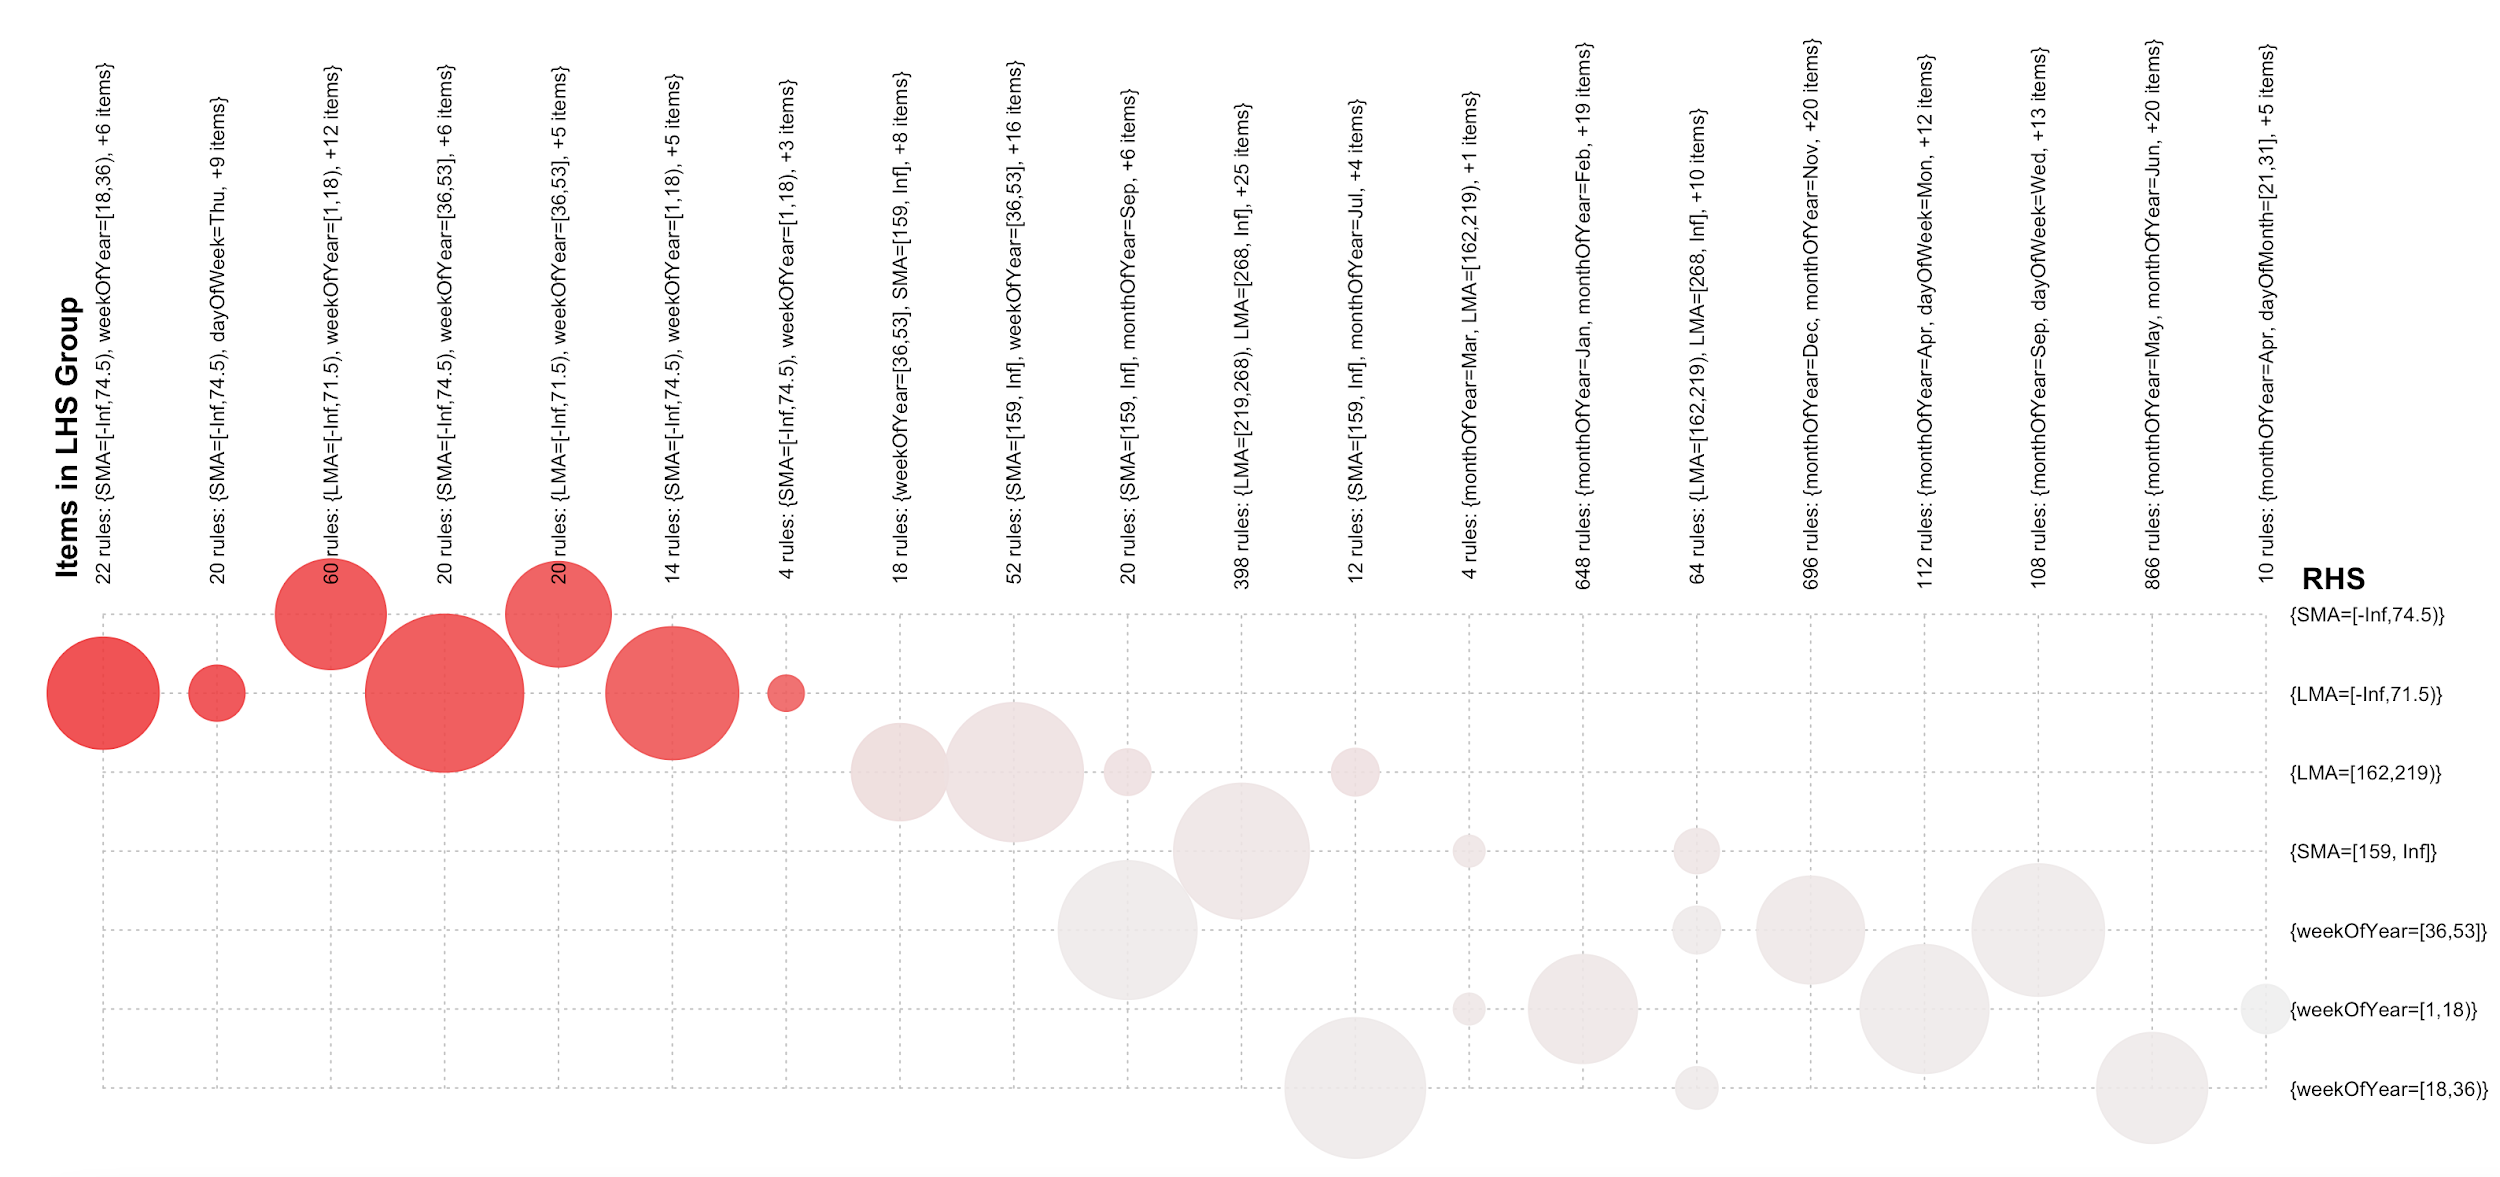 Items in LHS Group
22 rules: {SMA=[-Inf,74.5), weekOfYear=[18,36), +6 items}
20 rules: {SMA=[-Inf,74.5), dayOfWeek=Thu, +9 items}
60 rules: {LMA=[-Inf,71.5), weekOfYear=[1,18), +12 items}
20 rules: {SMA=[-Inf,74.5), weekOfYear=[36,53], +6 items}
20 rules: {LMA=[-Inf,71.5), weekOfYear=[36,53], +5 items}
14 rules: {SMA=[-Inf,74.5), weekOfYear=[1,18), +5 items}
4 rules: {SMA=[-Inf,74.5), weekOfYear=[1,18), +3 items}
18 rules: {weekOfYear=[36,53], SMA=[159, Inf], +8 items}
52 rules: {SMA=[159, Inf], weekOfYear=[36,53], +16 items}
20 rules: {SMA=[159, Inf], monthOfYear=Sep, +6 items}
398 rules: {LMA=[219,268), LMA=[268, Inf], +25 items}
12 rules: {SMA=[159, Inf], monthOfYear=Jul, +4 items}
4 rules: {monthOfYear=Mar, LMA=[162,219), +1 items}
648 rules: {monthOfYear=Jan, monthOfYear=Feb, +19 items}
64 rules: {LMA=[162,219), LMA=[268, Inf], +10 items}
696 rules: {monthOfYear=Dec, monthOfYear=Nov, +20 items}
112 rules: {monthOfYear=Apr, dayOfWeek=Mon, +12 items}
108 rules: {monthOfYear=Sep, dayOfWeek=Wed, +13 items}
866 rules: {monthOfYear=May, monthOfYear=Jun, +20 items}
10 rules: {monthOfYear=Apr, dayOfMonth=[21,31], +5 items}
RHS
{SMA=[-Inf,74.5)}
{LMA=[-Inf,71.5)}
{LMA=[162,219)}
{SMA=[159, Inf]}
{weekOfYear=[36,53]}
{weekOfYear=[1,18)}
{weekOfYear=[18,36)}